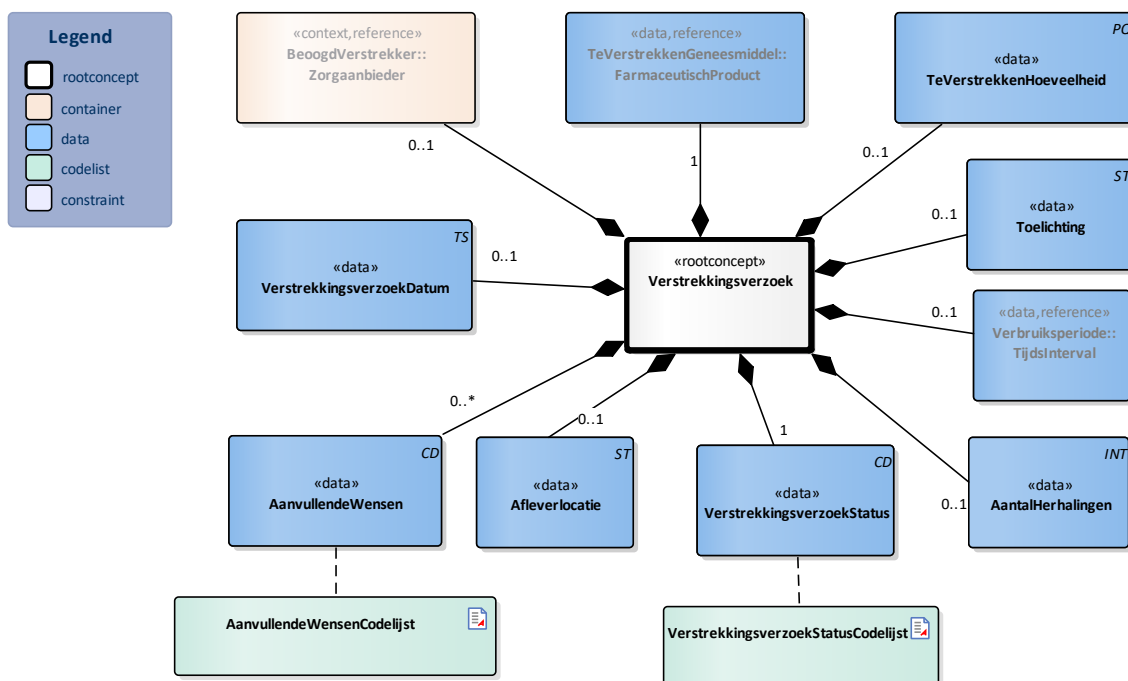 Legend
rootconcept
container
data
codelist
constraint
«context,reference»
BeoogdVerstrekker::
Zorgaanbieder
0..1
«data,reference»
TeVerstrekkenGeneesmiddel::
FarmaceutischProduct
1
PQ
«data»
TeVerstrekkenHoeveelheid
0..1
ST
«data»
Toelichting
0..1
TS
«data»
VerstrekkingsverzoekDatum
0..1
«rootconcept»
Verstrekkingsverzoek
«data,reference»
Verbruiksperiode::
TijdsInterval
0..1
0..*
CD
«data»
AanvullendeWensen
0..1
ST
«data»
Afleverlocatie
1
CD
«data»
VerstrekkingsverzoekStatus
0..1
INT
«data»
AantalHerhalingen
AanvullendeWensenCodelijst
VerstrekkingsverzoekStatusCodelijst